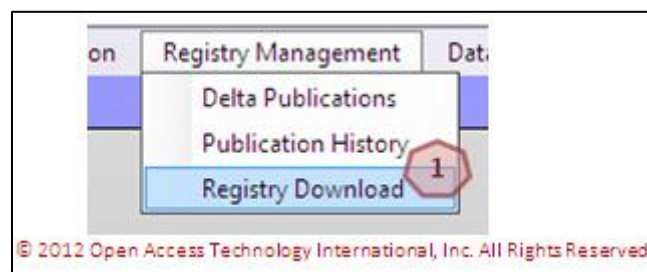 on Registry Management Data
Delta Publications
Publication History
1
Registry Download
© 2012 Open Access Technology International, Inc. All Rights Reserved